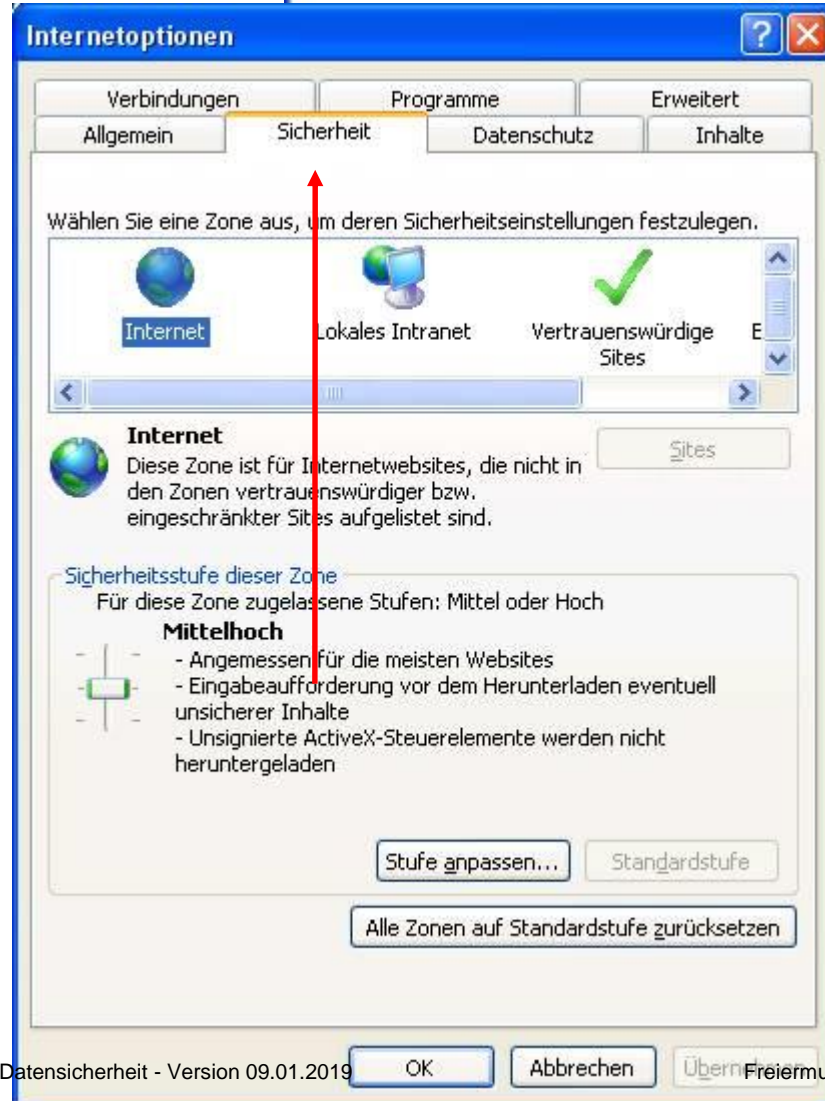 Internetoptionen
Verbindungen Programme Erweitert
Allgemein Sicherheit Datenschutz Inhalte
Wählen Sie eine Zone aus, um deren Sicherheitseinstellungen festzulegen.
Internet Lokales Intranet Vertrauenswürdige E
Sites
Internet
Sites
Diese Zone ist für Internetwebsites, die nicht in
den Zonen vertrauenswürdiger bzw.
eingeschränkter Sites aufgelistet sind.
Sicherheitsstufe dieser Zone
Für diese Zone zugelassene Stufen: Mittel oder Hoch
Mittelhoch
- Angemessen für die meisten Websites
- Eingabeaufforderung vor dem Herunterladen eventuell
unsicherer Inhalte
- Unsignierte ActiveX-Steuerelemente werden nicht
heruntergeladen
Stufe anpassen... Standardstufe
Alle Zonen auf Standardstufe zurücksetzen
Datensicherheit - Version 09.01.2019 OK Abbrechen Freiermu